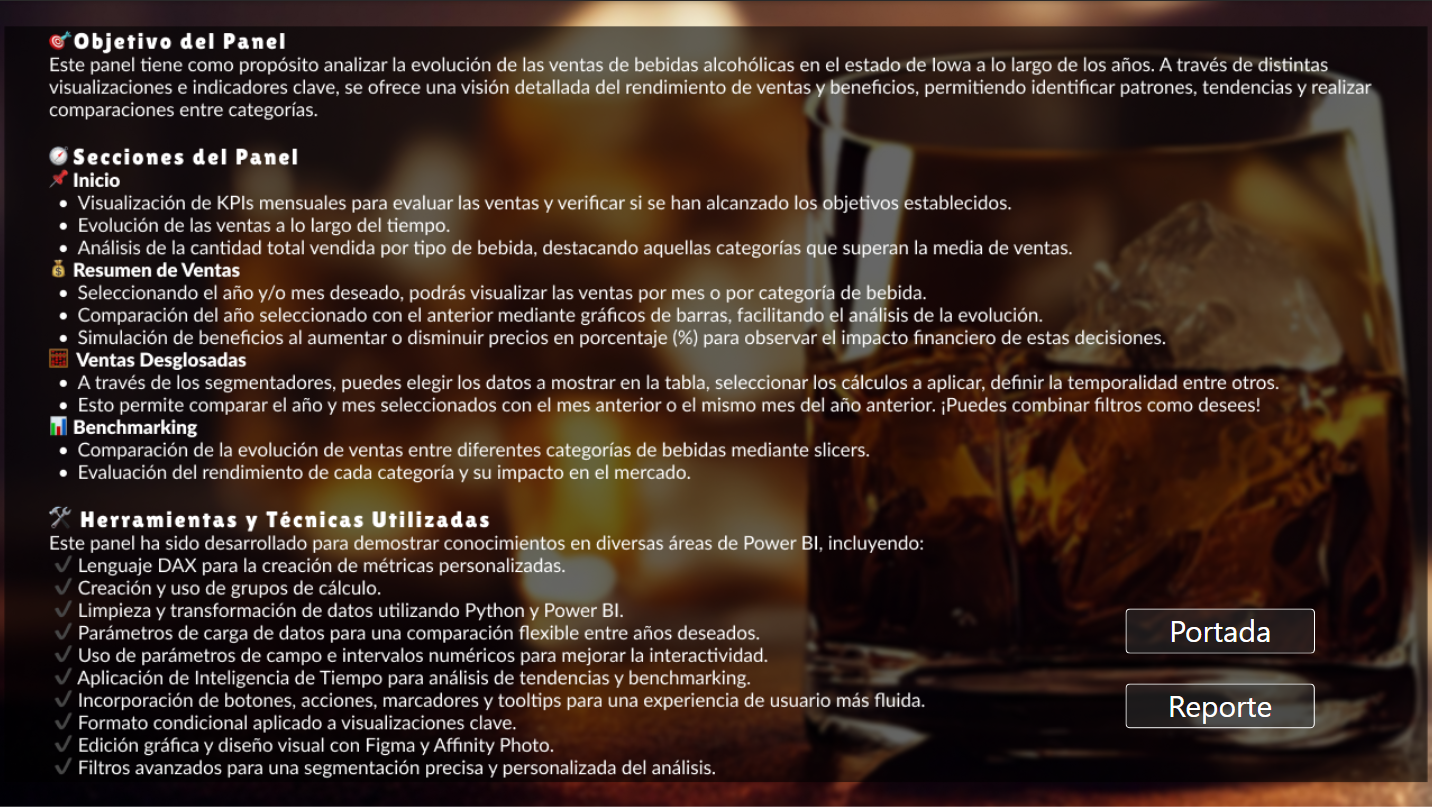 🎯Objetivo del Panel
Este panel tiene como propósito analizar la evolución de las ventas de bebidas alcohólicas en el estado de Iowa a lo largo de los años. A través de distintas
visualizaciones e indicadores clave, se ofrece una visión detallada del rendimiento de ventas y beneficios, permitiendo identificar patrones, tendencias y realizar
comparaciones entre categorías.
🧭Secciones del Panel
📌 Inicio
• Visualización de KPIs mensuales para evaluar las ventas y verificar si se han alcanzado los objetivos establecidos.
• Evolución de las ventas a lo largo del tiempo.
• Análisis de la cantidad total vendida por tipo de bebida, destacando aquellas categorías que superan la media de ventas.
💰 Resumen de Ventas
• Seleccionando el año y/o mes deseado, podrás visualizar las ventas por mes o por categoría de bebida.
• Comparación del año seleccionado con el anterior mediante gráficos de barras, facilitando el análisis de la evolución.
• Simulación de beneficios al aumentar o disminuir precios en porcentaje (%) para observar el impacto financiero de estas decisiones.
🧮 Ventas Desglosadas
• A través de los segmentadores, puedes elegir los datos a mostrar en la tabla, seleccionar los cálculos a aplicar, definir la temporalidad entre otros.
• Esto permite comparar el año y mes seleccionados con el mes anterior o el mismo mes del año anterior. ¡Puedes combinar filtros como desees!
📊 Benchmarking
• Comparación de la evolución de ventas entre diferentes categorías de bebidas mediante slicers.
• Evaluación del rendimiento de cada categoría y su impacto en el mercado.
🛠 Herramientas y Técnicas Utilizadas
Este panel ha sido desarrollado para demostrar conocimientos en diversas áreas de Power BI, incluyendo:
✔ Lenguaje DAX para la creación de métricas personalizadas.
✔ Creación y uso de grupos de cálculo.
✔ Limpieza y transformación de datos utilizando Python y Power BI.
✔ Parámetros de carga de datos para una comparación flexible entre años deseados.
✔ Uso de parámetros de campo e intervalos numéricos para mejorar la interactividad.
✔ Aplicación de Inteligencia de Tiempo para análisis de tendencias y benchmarking.
✔ Incorporación de botones, acciones, marcadores y tooltips para una experiencia de usuario más fluida.
✔ Formato condicional aplicado a visualizaciones clave.
✔ Edición gráfica y diseño visual con Figma y Affinity Photo.
✔ Filtros avanzados para una segmentación precisa y personalizada del análisis.
Portada
Reporte